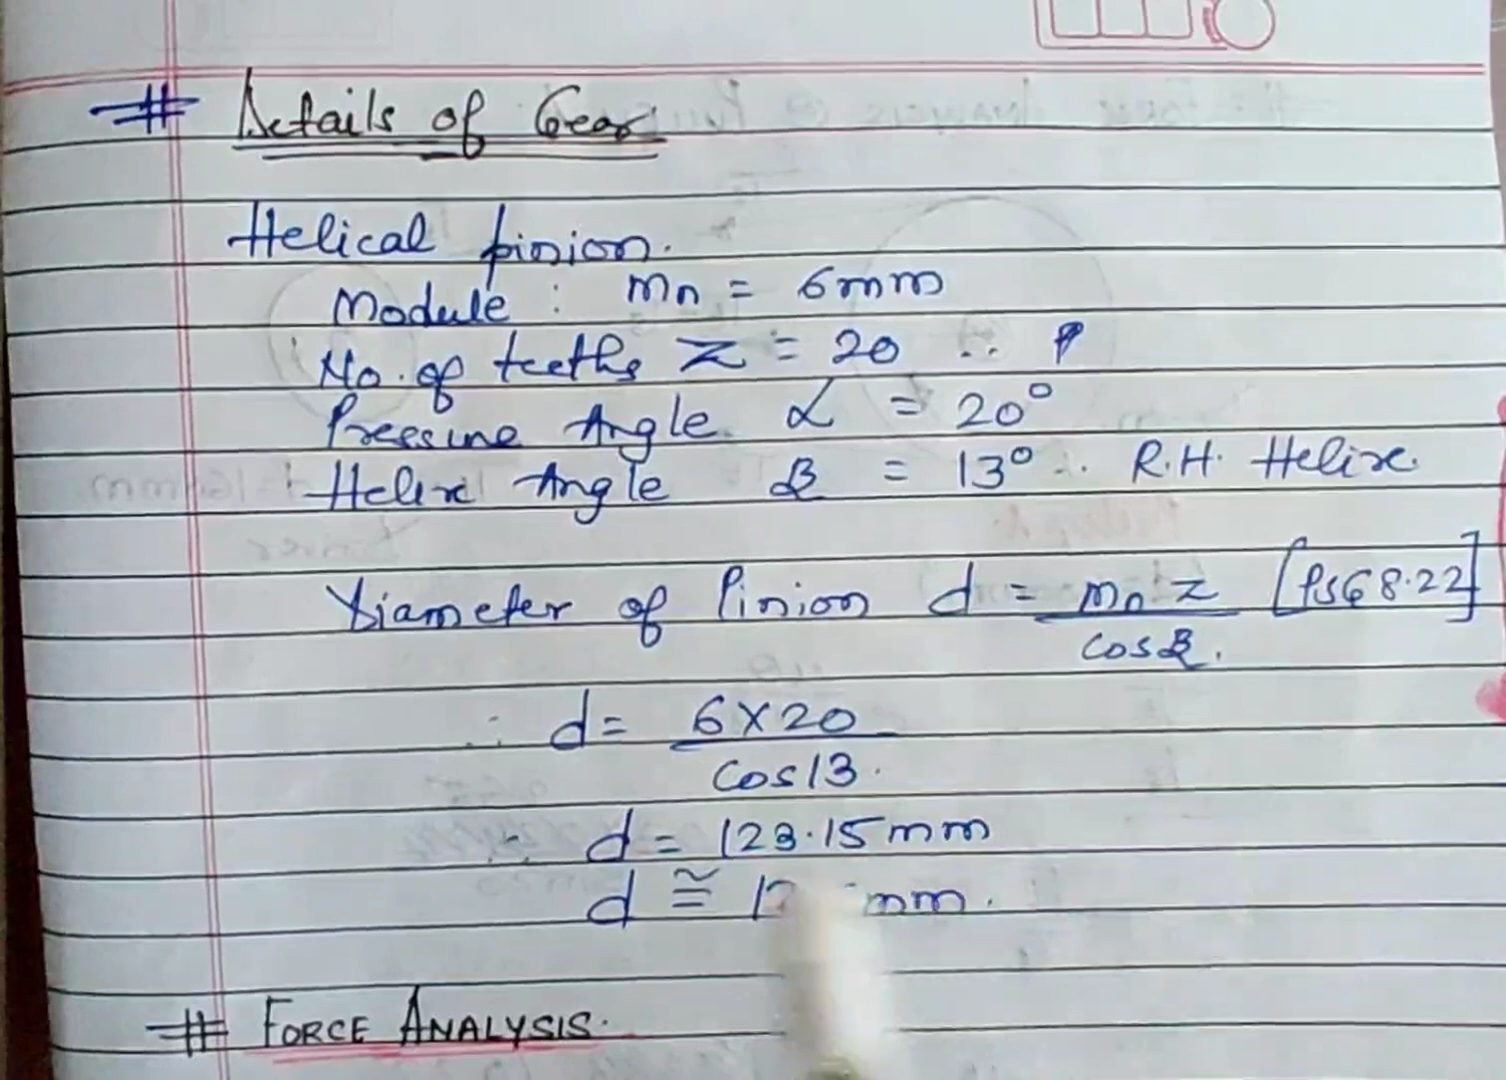 # Details of Gear
Helical pinion.
Module : mn = 6mm
No. of teeths Z = 20 ∴
Pressure Angle α = 20°
Helix Angle β = 13° ∴ R.H. Helix.
Diameter of Pinion d = mn z / cosβ. [PSG 8.22]
∴ d = 6×20 / cos13.
∴ d = 123.15mm
d ≅ mm.
# FORCE ANALYSIS.